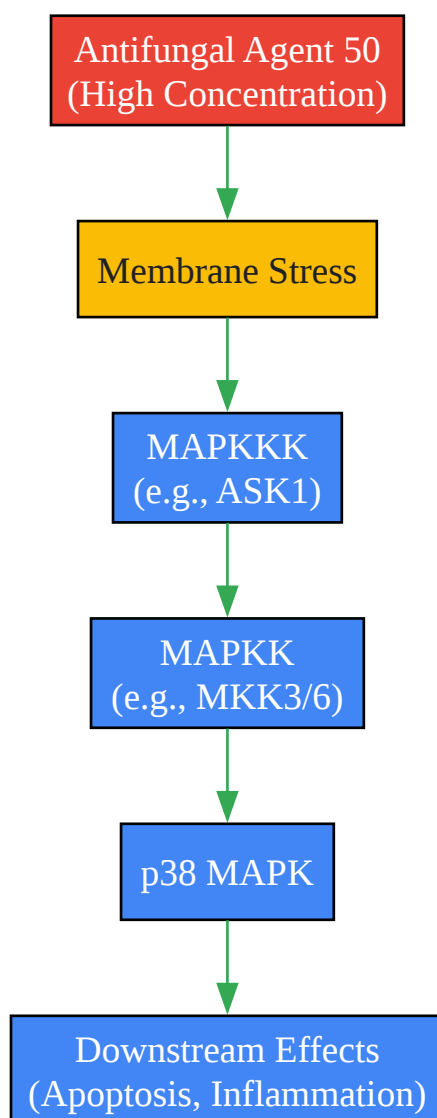 Antifungal Agent 50
(High Concentration)
Membrane Stress
MAPKKK
(e.g., ASK1)
MAPKK
(e.g., MKK3/6)
p38 MAPK
Downstream Effects
(Apoptosis, Inflammation)